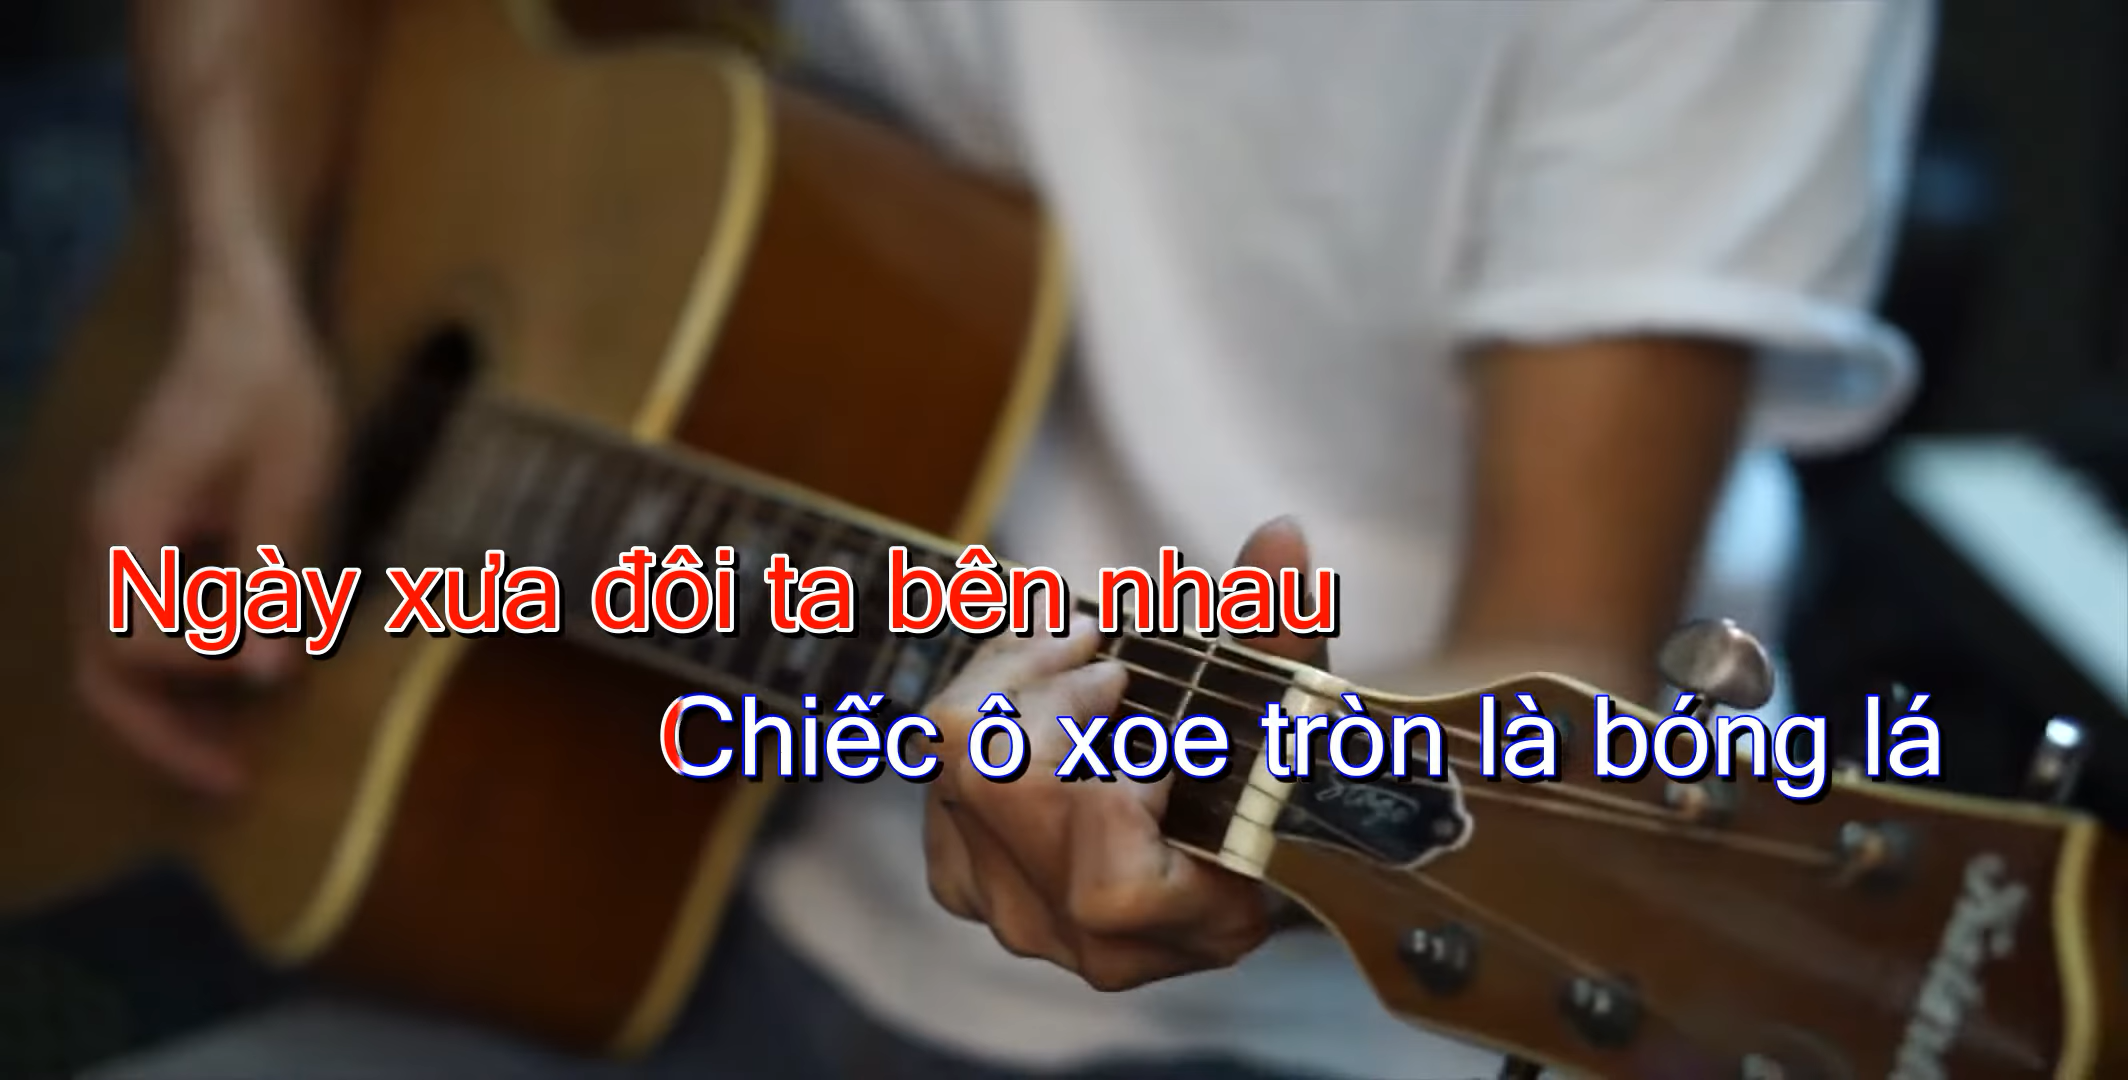 Ngày xưa đôi ta bên nhau
Chiếc ô xoe tròn là bóng lá